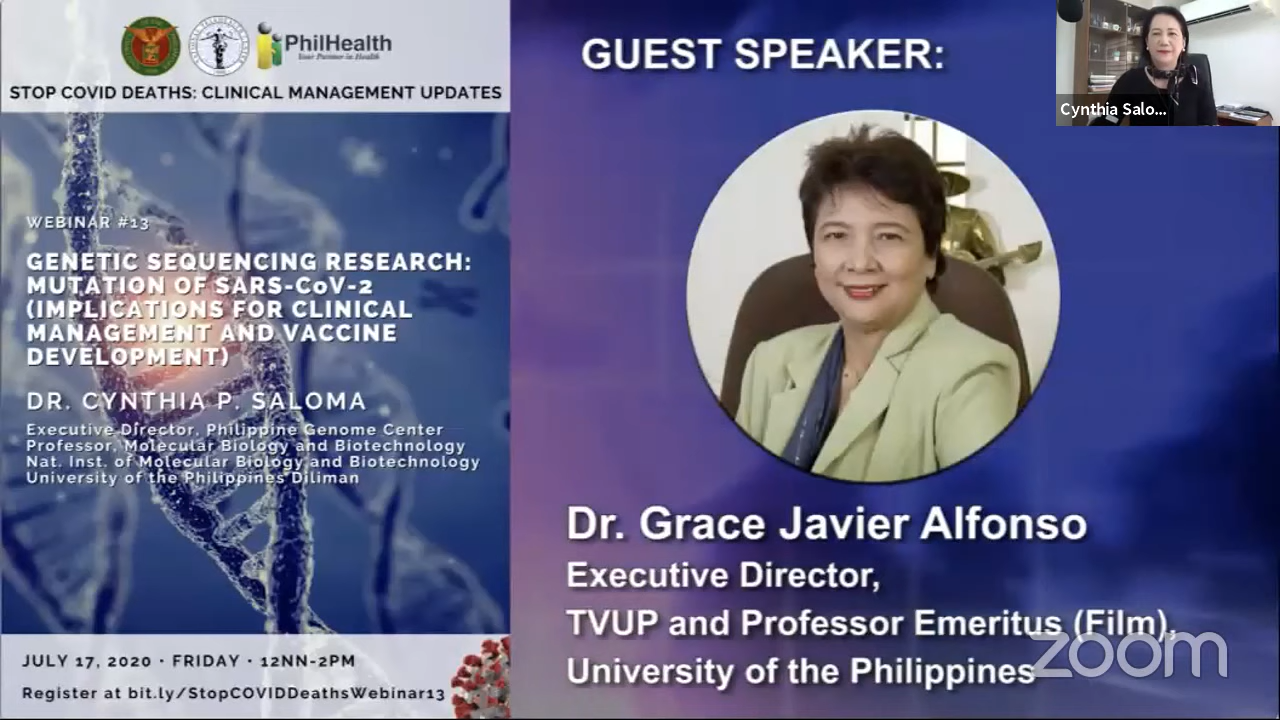 PhilHealth
Your Partner in Health
STOP COVID DEATHS: CLINICAL MANAGEMENT UPDATES
WEBINAR #13
GENETIC SEQUENCING RESEARCH:
MUTATION OF SARS-CoV-2
(IMPLICATIONS FOR CLINICAL
MANAGEMENT AND VACCINE
DEVELOPMENT)
DR. CYNTHIA P. SALOMA
Executive Director, Philippine Genome Center
Professor, Molecular Biology and Biotechnology
Nat. Inst. of Molecular Biology and Biotechnology
University of the Philippines Diliman
JULY 17, 2020 • FRIDAY • 12NN-2PM
Register at bit.ly/StopCOVIDDeathsWebinar13
GUEST SPEAKER:
Dr. Grace Javier Alfonso
Executive Director,
TVUP and Professor Emeritus (Film),
University of the Philippines
Cynthia Salo...
zoom